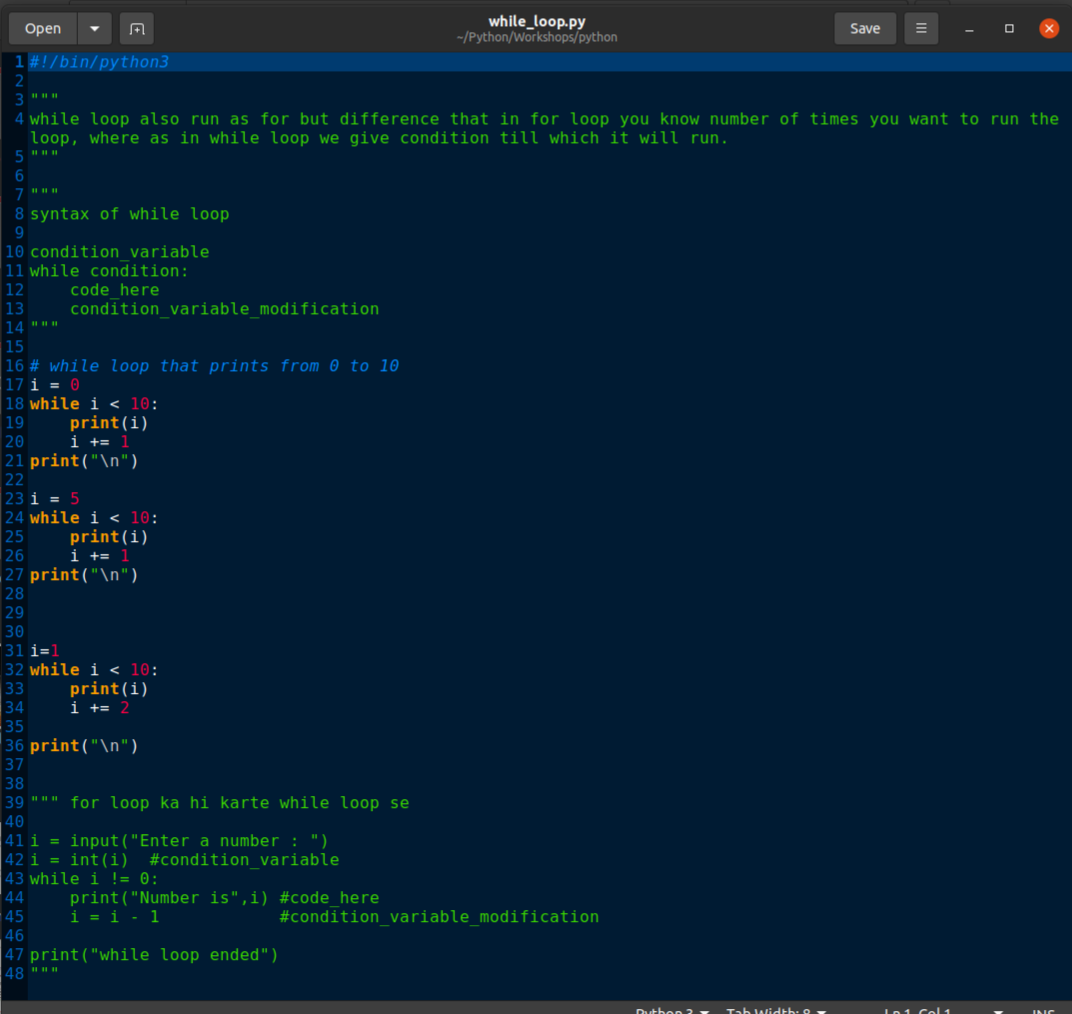 Open
while_loop.py
~/Python/Workshops/python
Save
1 #!/bin/python3
2
3 """
4 while loop also run as for but difference that in for loop you know number of times you want to run the
loop, where as in while loop we give condition till which it will run.
5 """
6
7 """
8 syntax of while loop
9
10 condition_variable
11 while condition:
12     code_here
13     condition_variable_modification
14 """
15
16 # while loop that prints from 0 to 10
17 i = 0
18 while i < 10:
19     print(i)
20     i += 1
21 print("\n")
22
23 i = 5
24 while i < 10:
25     print(i)
26     i += 1
27 print("\n")
28
29
30
31 i=1
32 while i < 10:
33     print(i)
34     i += 2
35
36 print("\n")
37
38
39 """ for loop ka hi karte while loop se
40
41 i = input("Enter a number : ")
42 i = int(i)  #condition_variable
43 while i != 0:
44     print("Number is",i) #code_here
45     i = i - 1            #condition_variable_modification
46
47 print("while loop ended")
48 """
Python 3 Tab Width: 8 Ln 1, Col 1 INS